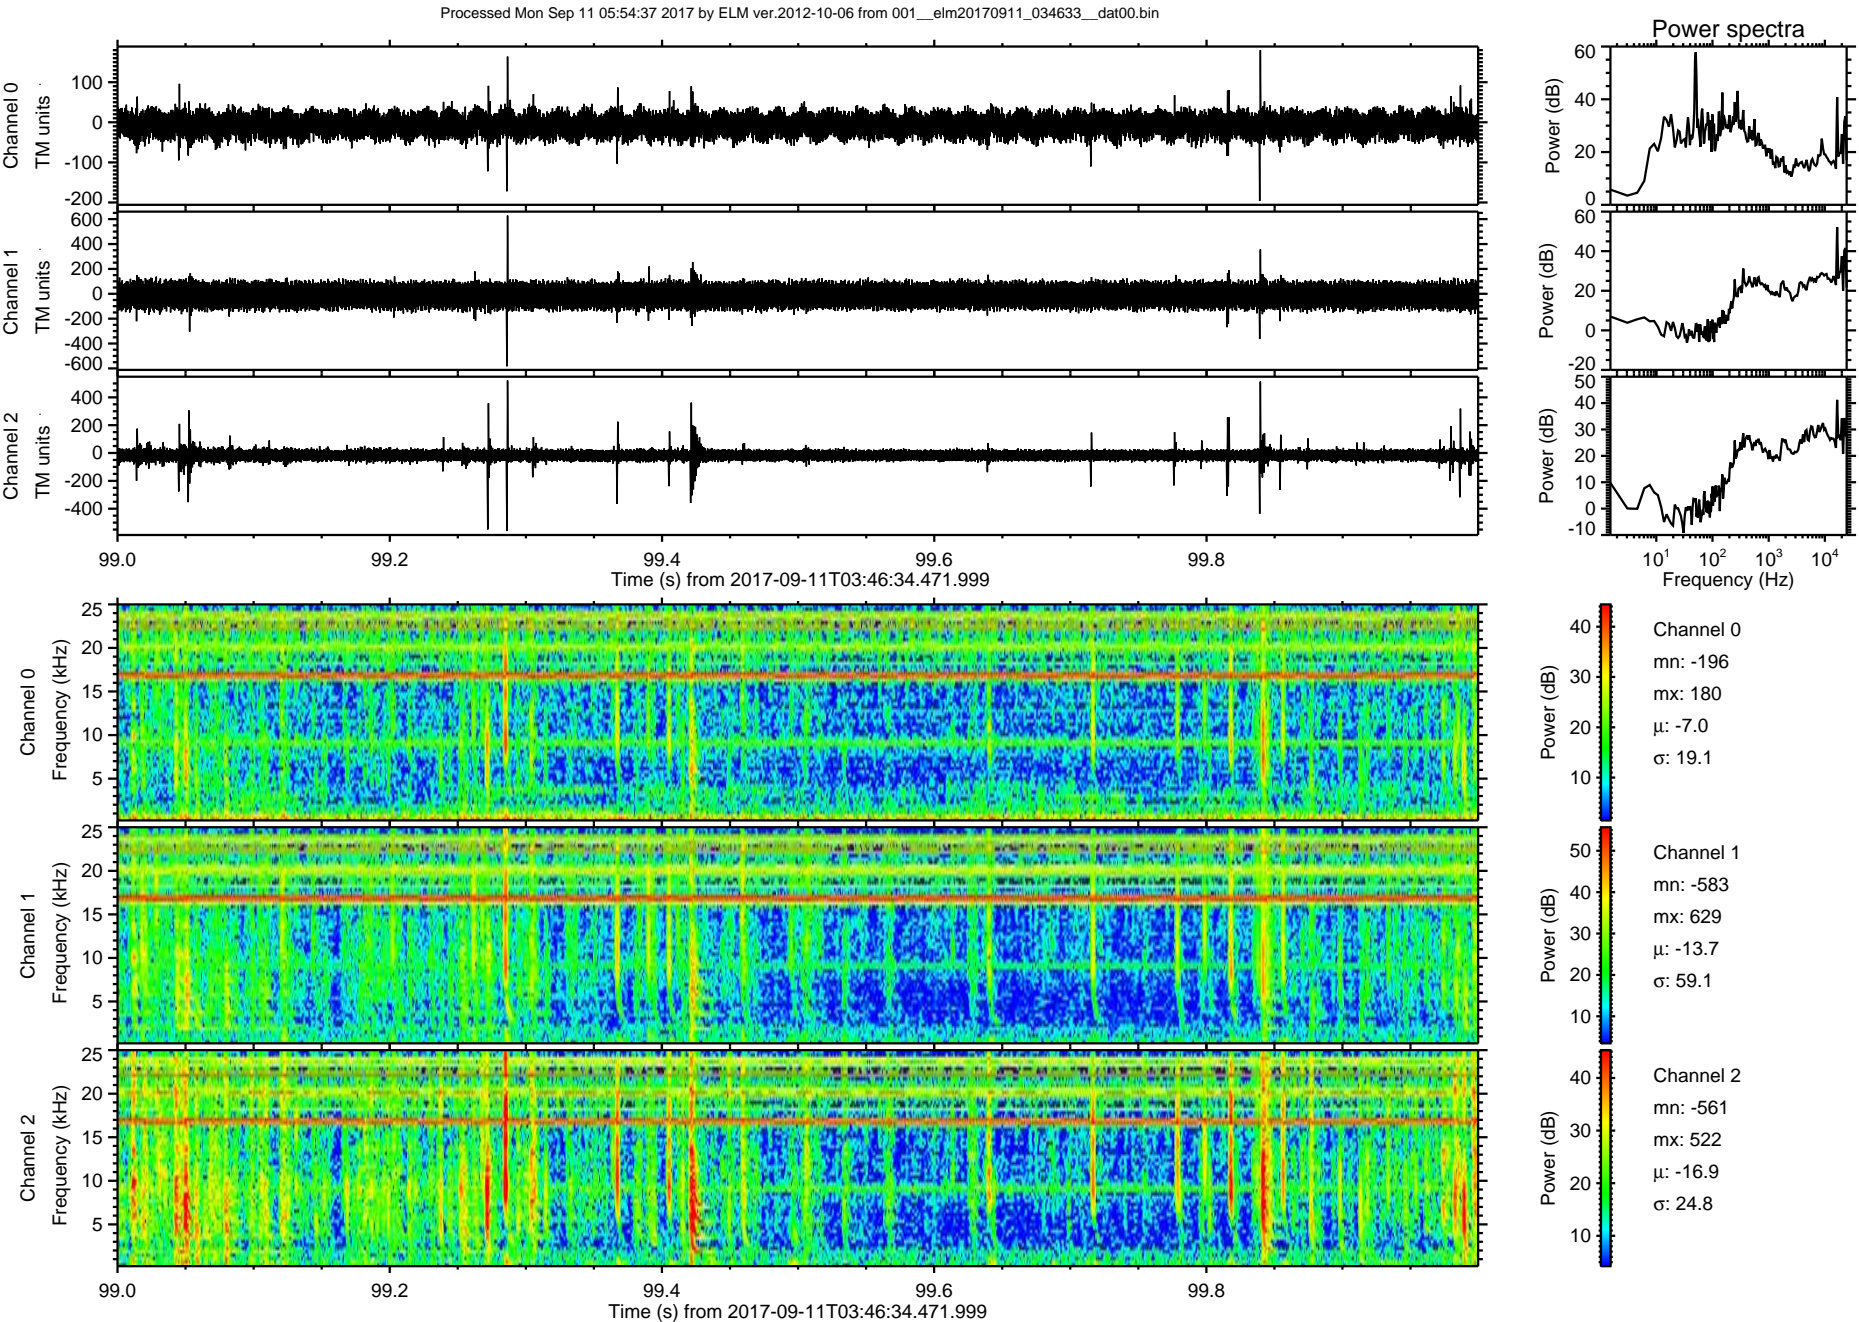 Processed Mon Sep 11 05:54:37 2017 by ELM ver.2012-10-06 from 001__elm20170911_034633__dat00.bin
Power spectra
Channel 0
TM units
100
0
-100
-200
Power (dB)
60
40
20
0
Channel 1
TM units
600
400
200
0
-200
-400
-600
Power (dB)
60
40
20
0
-20
Channel 2
TM units
400
200
0
-200
-400
Power (dB)
50
40
30
20
10
0
-10
99.0 99.2 99.4 99.6 99.8
Time (s) from 2017-09-11T03:46:34.471.999
10¹ 10² 10³ 10⁴
Frequency (Hz)
Channel 0
Frequency (kHz)
25
20
15
10
5
Power (dB)
40
30
20
10
Channel 0
mn: -196
mx: 180
μ: -7.0
σ: 19.1
Channel 1
Frequency (kHz)
25
20
15
10
5
Power (dB)
50
40
30
20
10
Channel 1
mn: -583
mx: 629
μ: -13.7
σ: 59.1
Channel 2
Frequency (kHz)
25
20
15
10
5
Power (dB)
40
30
20
10
Channel 2
mn: -561
mx: 522
μ: -16.9
σ: 24.8
99.0 99.2 99.4 99.6 99.8
Time (s) from 2017-09-11T03:46:34.471.999